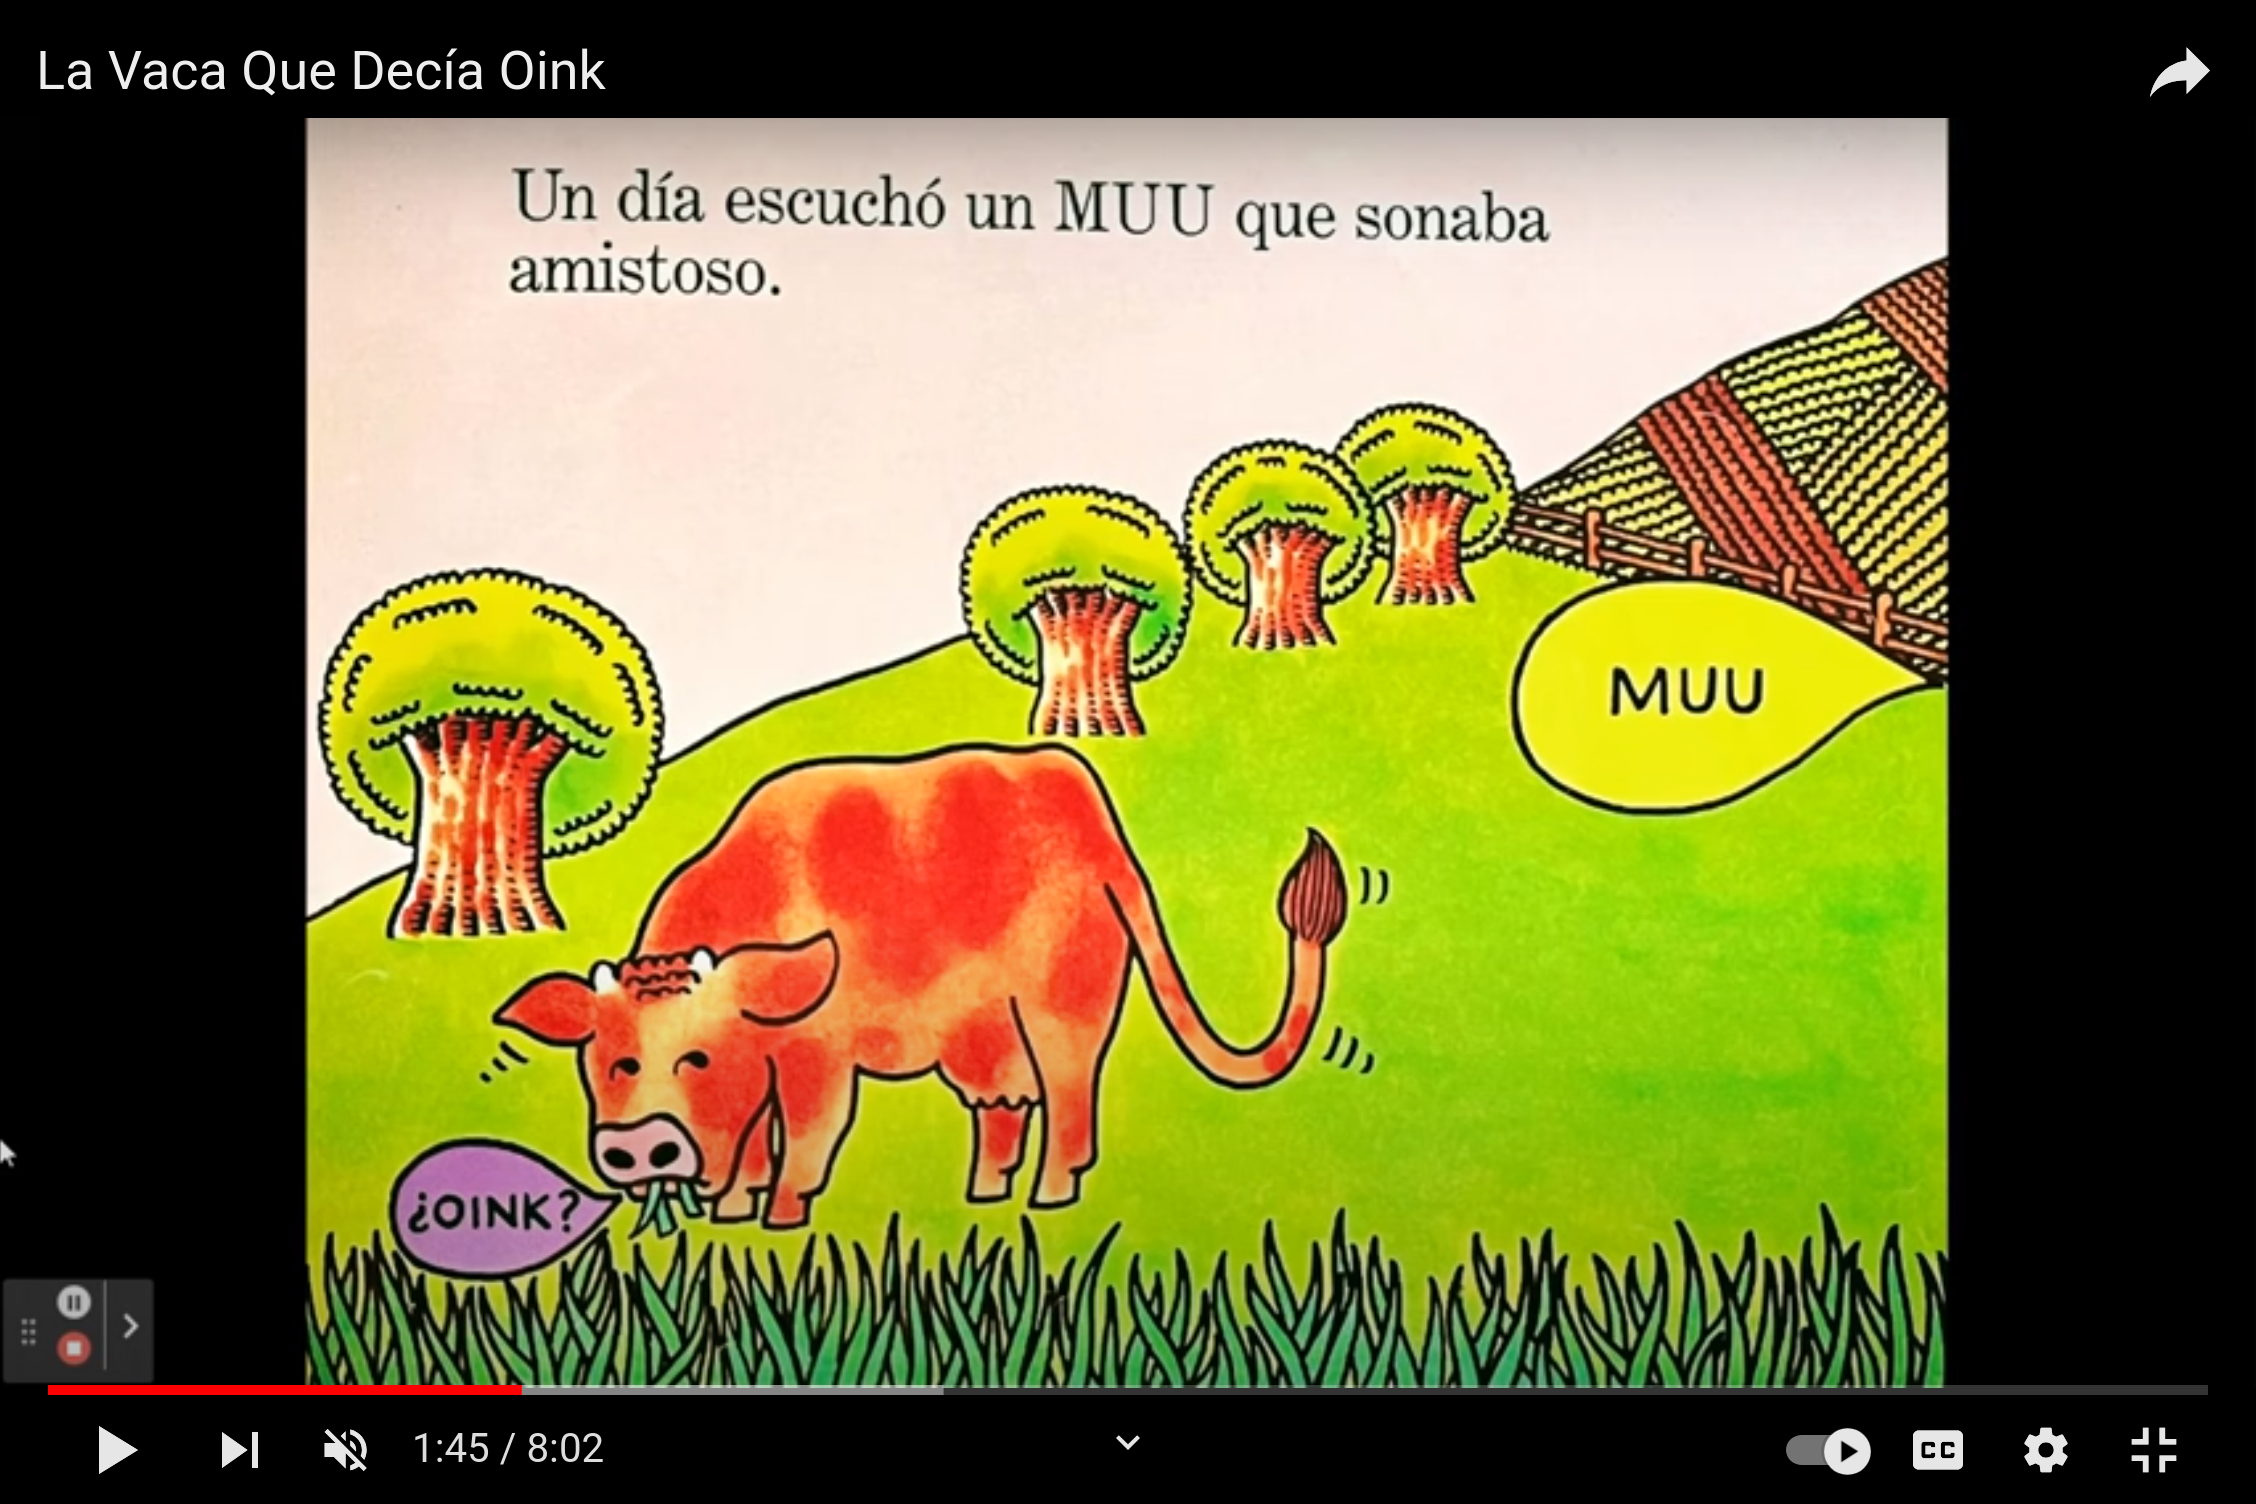 La Vaca Que Decía Oink
Un día escuchó un MUU que sonaba
amistoso.
MUU
¿OINK?
1:45 / 8:02
CC